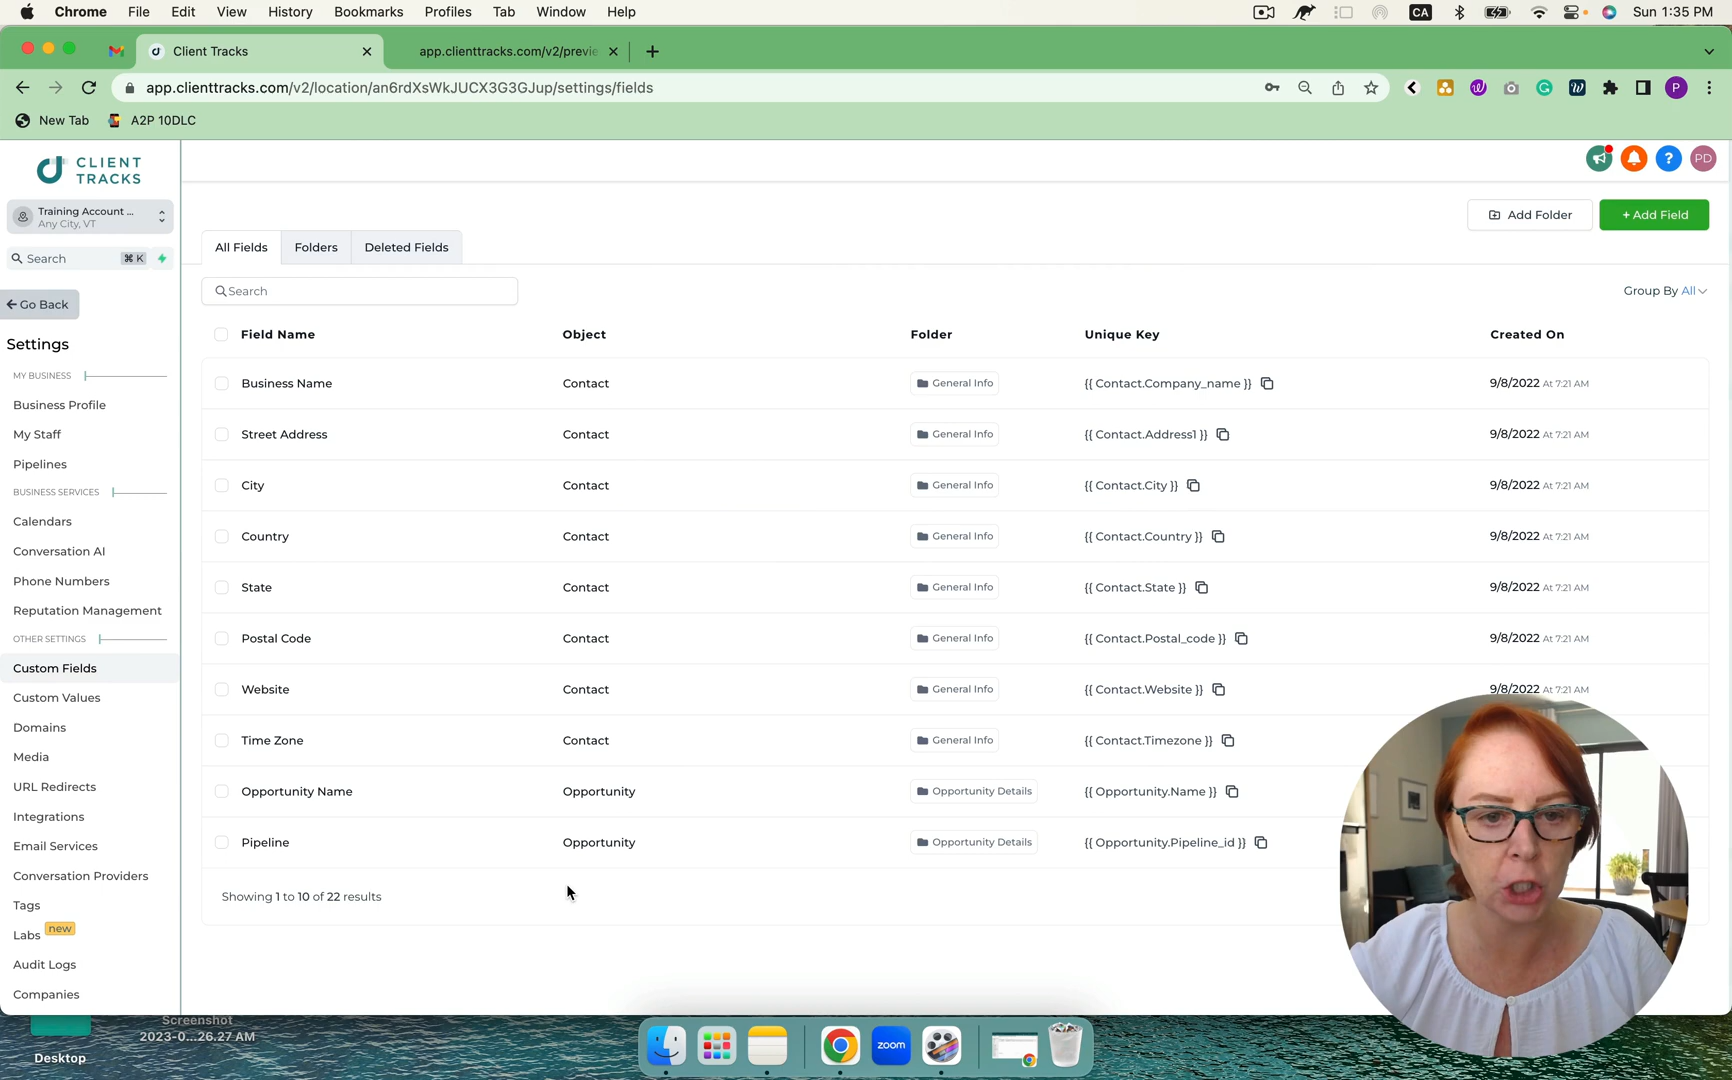 Chrome File Edit View History Bookmarks Profiles Tab Window Help CA Sun 1:35 PM
Client Tracks
app.clienttracks.com/v2/previe
app.clienttracks.com/v2/location/an6rdXsWkJUCX3G3GJup/settings/fields
P
New Tab A2P 10DLC
CLIENT
TRACKS
PD
Training Account ...
Any City, VT
Add Folder + Add Field
Search ⌘ K
All Fields Folders Deleted Fields
Search
Group By All
Go Back
Settings
MY BUSINESS
Business Profile
My Staff
Pipelines
BUSINESS SERVICES
Calendars
Conversation AI
Phone Numbers
Reputation Management
OTHER SETTINGS
Custom Fields
Custom Values
Domains
Media
URL Redirects
Integrations
Email Services
Conversation Providers
Tags
Labs new
Audit Logs
Companies
Field Name Object Folder Unique Key Created On
Business Name Contact General Info {{ Contact.Company_name }} 9/8/2022 At 7:21 AM
Street Address Contact General Info {{ Contact.Address1 }} 9/8/2022 At 7:21 AM
City Contact General Info {{ Contact.City }} 9/8/2022 At 7:21 AM
Country Contact General Info {{ Contact.Country }} 9/8/2022 At 7:21 AM
State Contact General Info {{ Contact.State }} 9/8/2022 At 7:21 AM
Postal Code Contact General Info {{ Contact.Postal_code }} 9/8/2022 At 7:21 AM
Website Contact General Info {{ Contact.Website }} 9/8/2022 At 7:21 AM
Time Zone Contact General Info {{ Contact.Timezone }}
Opportunity Name Opportunity Opportunity Details {{ Opportunity.Name }}
Pipeline Opportunity Opportunity Details {{ Opportunity.Pipeline_id }}
Showing 1 to 10 of 22 results
Screenshot
2023-0...26.27 AM
Desktop
zoom